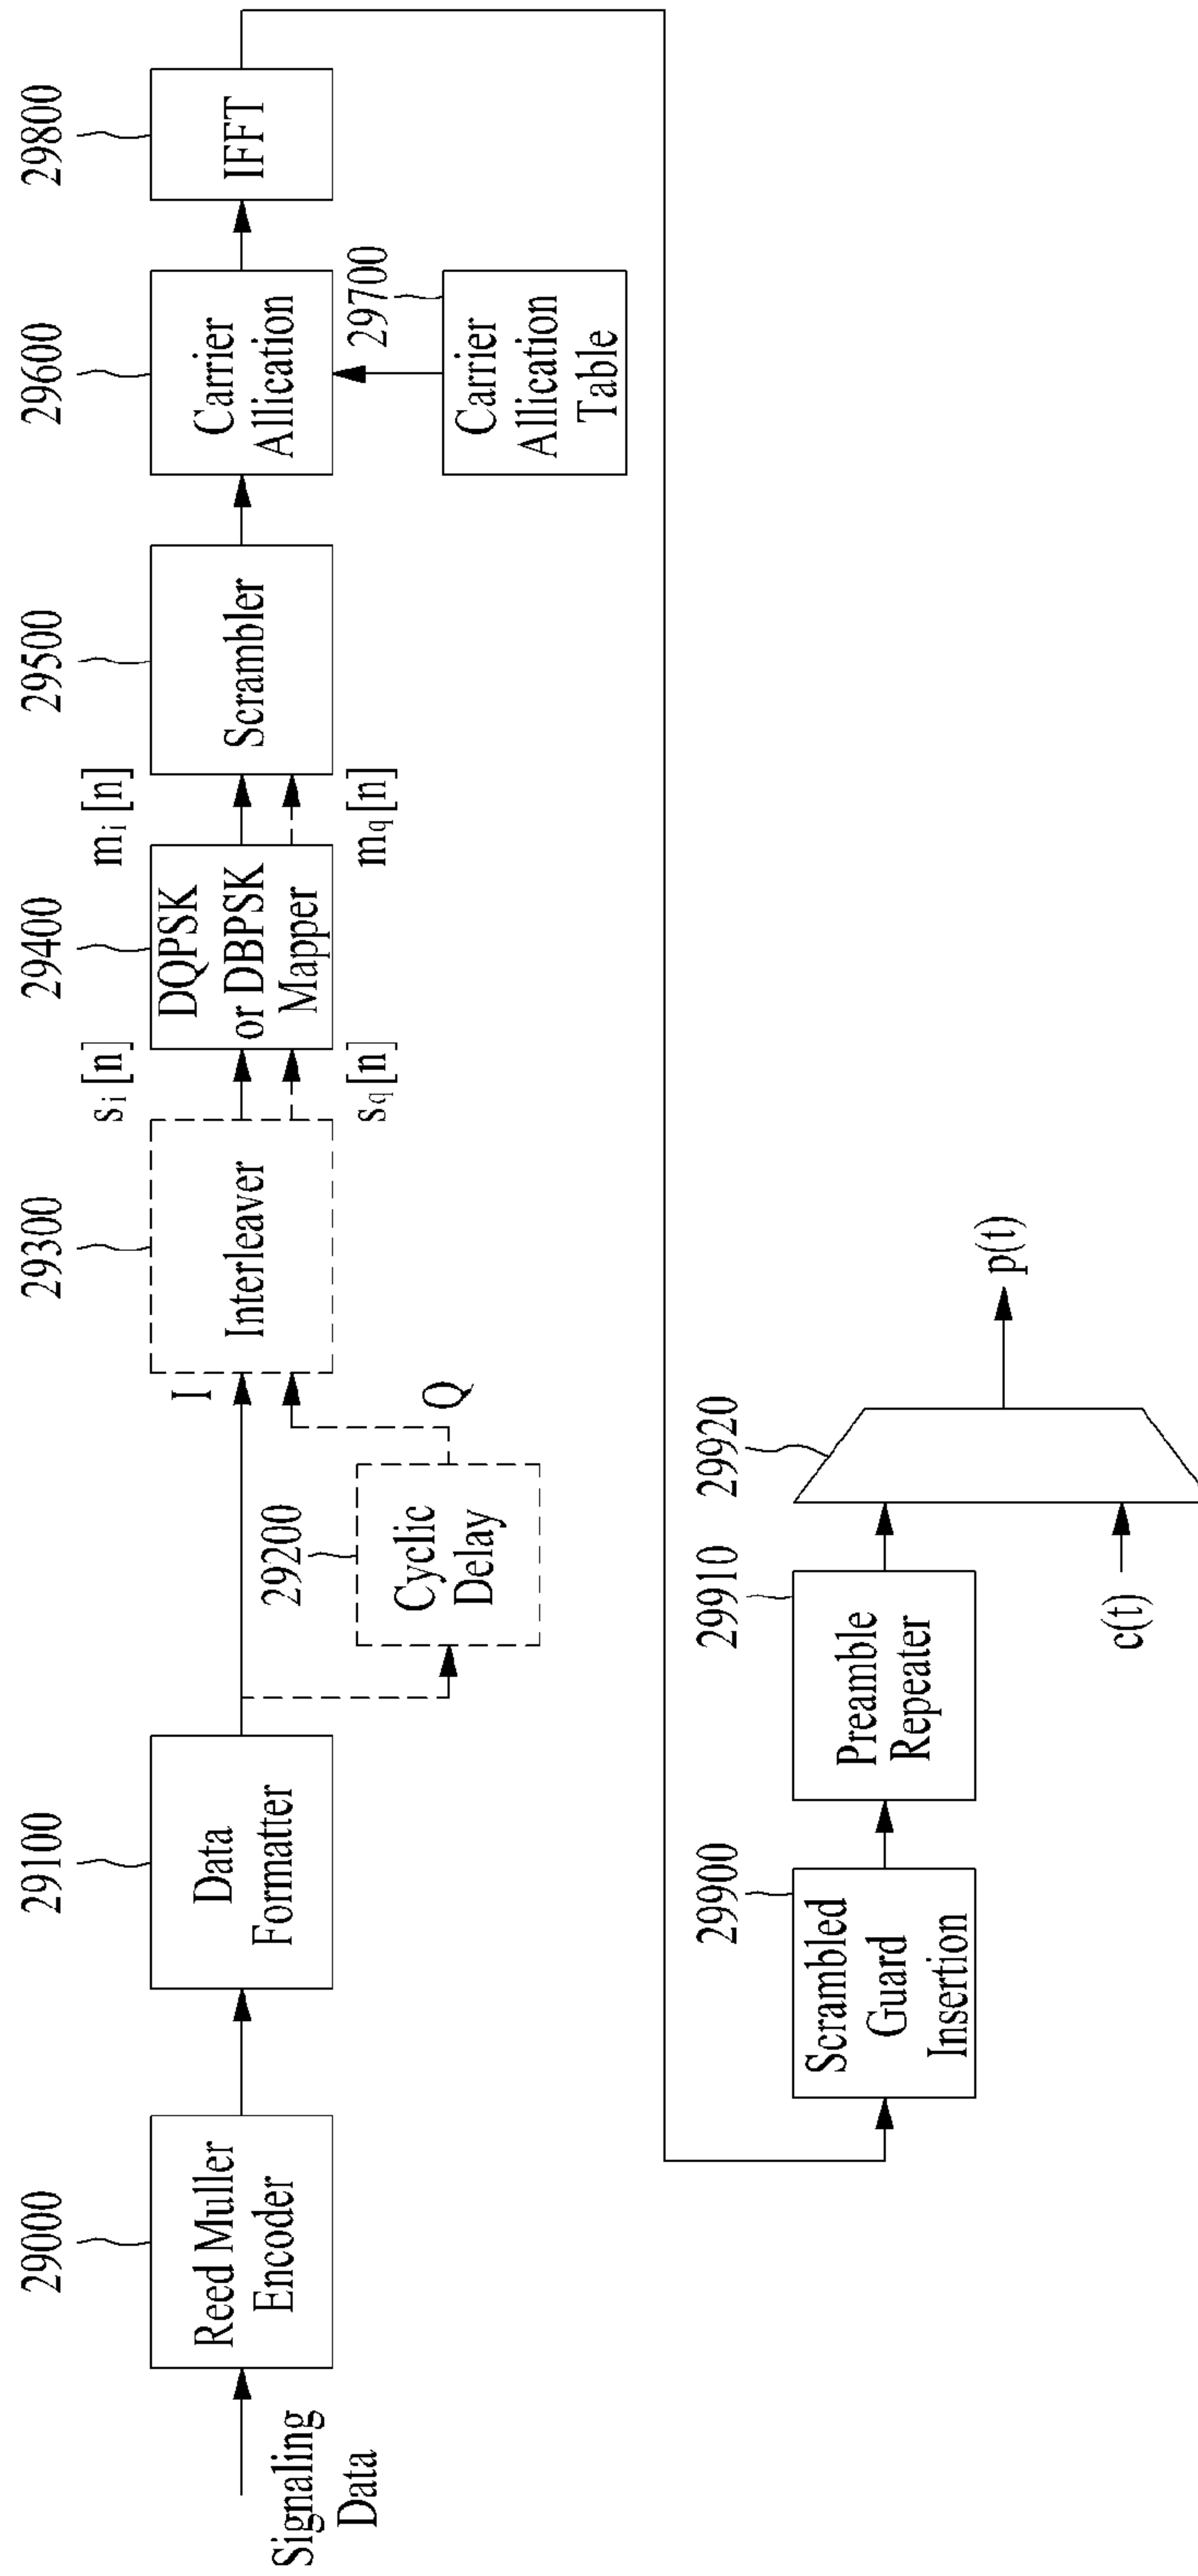 29000
29100
29300
29400
29500
29600
29800
Signaling
Data
Reed Muller
Encoder
Data
Formatter
I
Q
29200
Cyclic
Delay
Interleaver
si[n]
sq[n]
DQPSK
or DBPSK
Mapper
mi[n]
mq[n]
Scrambler
Carrier
Allication
29700
Carrier
Allication
Table
IFFT
29900
29910
29920
Scrambled
Guard
Insertion
Preamble
Repeater
c(t)
p(t)